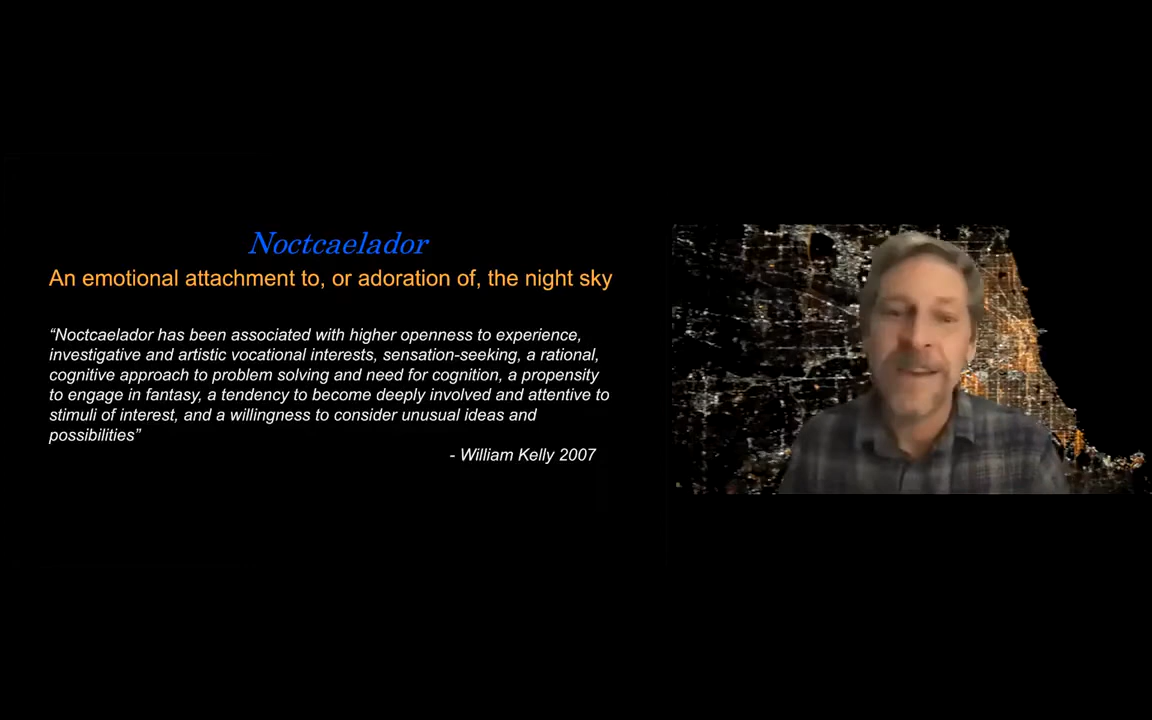 Noctcaelador
An emotional attachment to, or adoration of, the night sky
“Noctcaelador has been associated with higher openness to experience,
investigative and artistic vocational interests, sensation-seeking, a rational,
cognitive approach to problem solving and need for cognition, a propensity
to engage in fantasy, a tendency to become deeply involved and attentive to
stimuli of interest, and a willingness to consider unusual ideas and
possibilities”
- William Kelly 2007